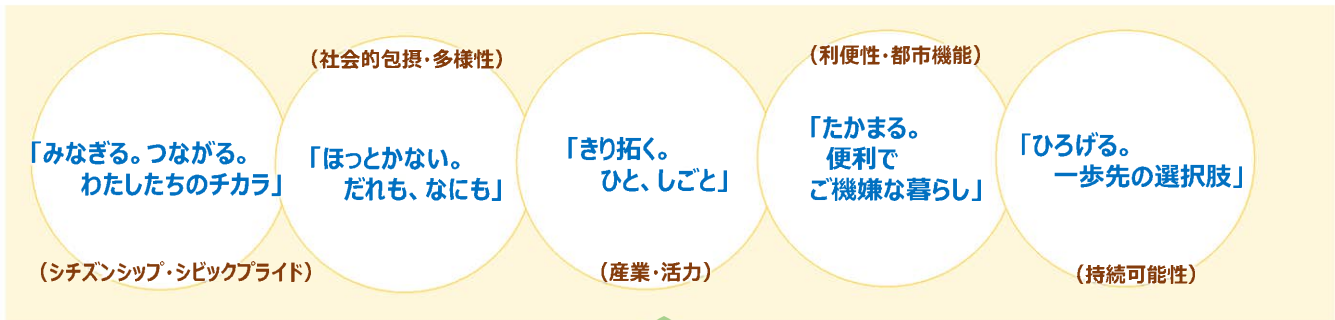 「みなぎる。つながる。
わたしたちのチカラ」
(シチズンシップ・シビックプライド)
(社会的包摂・多様性)
「ほっとかない。
だれも、なにも」
「きり拓く。
ひと、しごと」
(産業・活力)
(利便性・都市機能)
「たかまる。
便利で
ご機嫌な暮らし」
「ひろげる。
一歩先の選択肢」
(持続可能性)